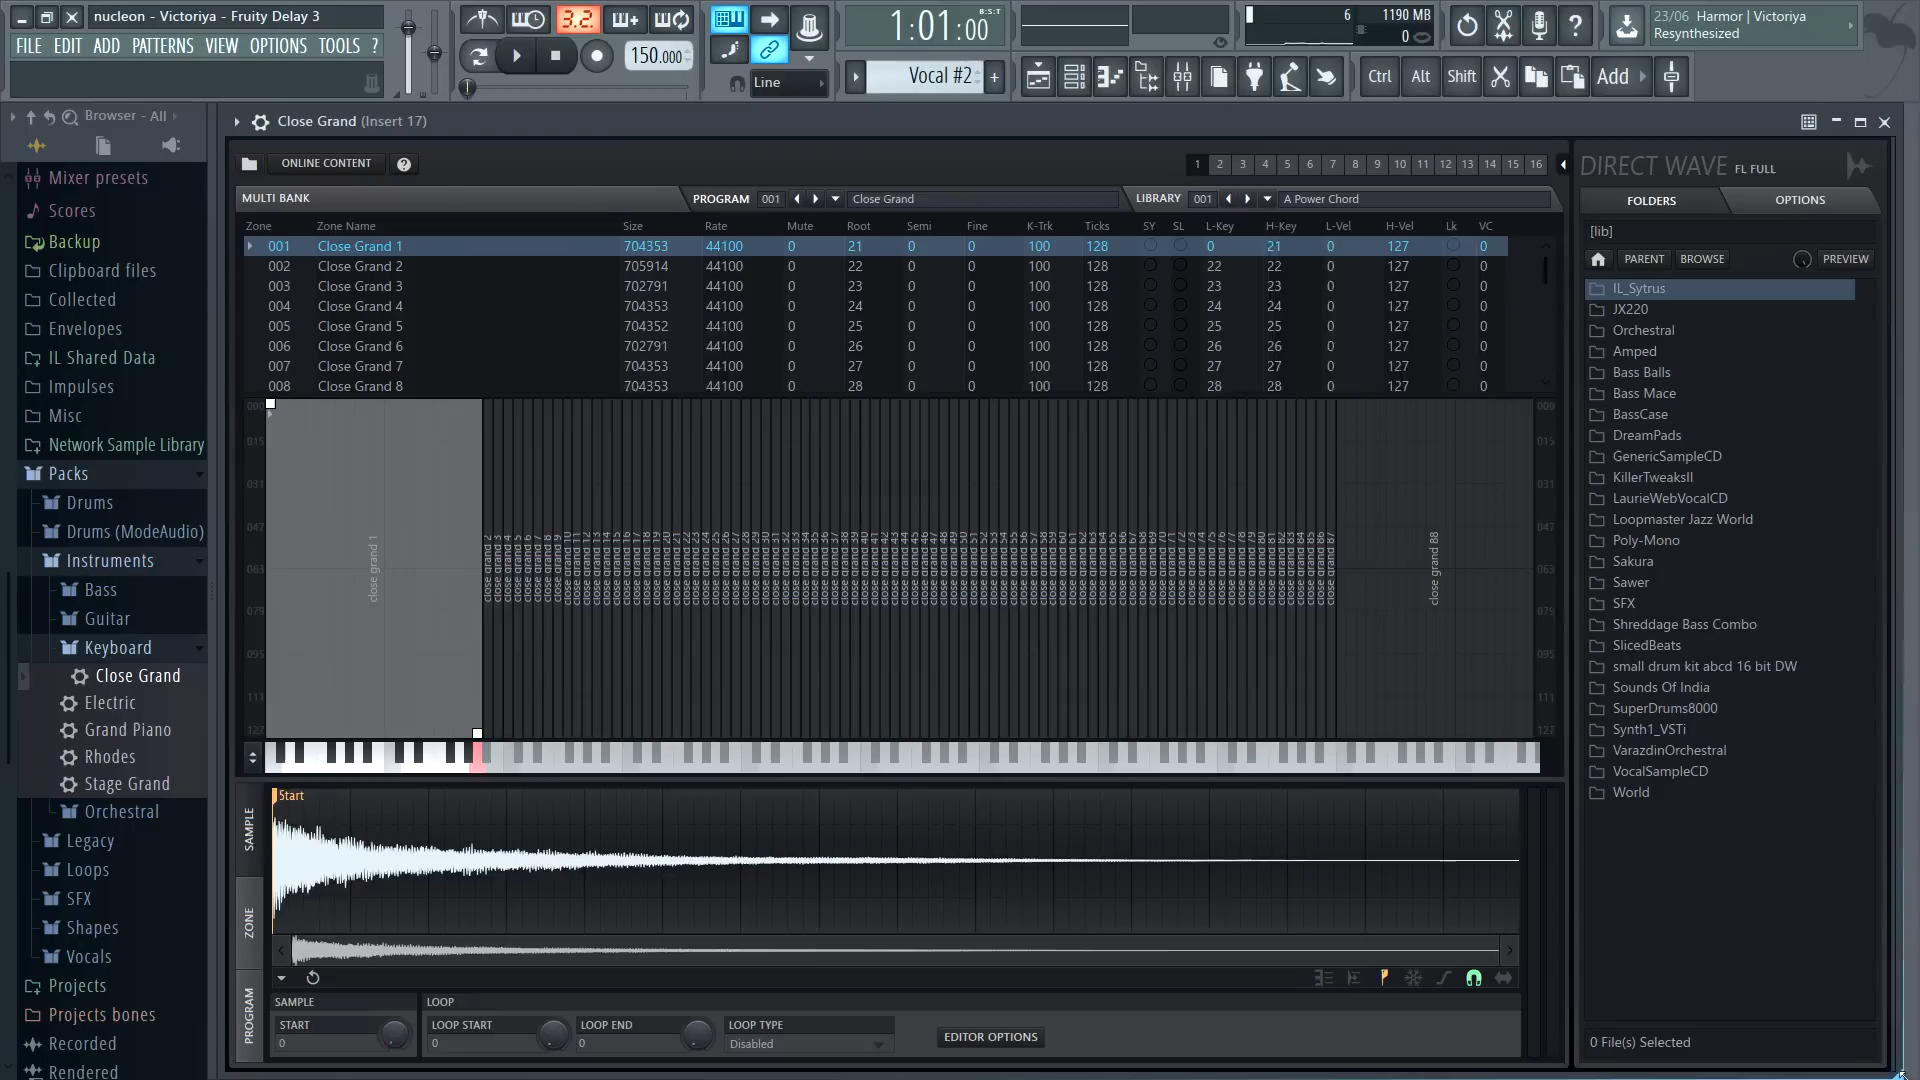 nucleon - Victoriya - Fruity Delay 3
FILE EDIT ADD PATTERNS VIEW OPTIONS TOOLS ?
3.2.
150.000
Line
1:01:00
B:S:T
Vocal #2
6
1190 MB
0
23/06 Harmor | Victoriya
Resynthesized
Ctrl Alt Shift Add
Browser - All
Mixer presets
Scores
Backup
Clipboard files
Collected
Envelopes
IL Shared Data
Impulses
Misc
Network Sample Library
Packs
Drums
Drums (ModeAudio)
Instruments
Bass
Guitar
Keyboard
Close Grand
Electric
Grand Piano
Rhodes
Stage Grand
Orchestral
Legacy
Loops
SFX
Shapes
Vocals
Projects
Projects bones
Recorded
Rendered
Close Grand (Insert 17)
ONLINE CONTENT ?
1 2 3 4 5 6 7 8 9 10 11 12 13 14 15 16
MULTI BANK
PROGRAM 001 Close Grand
LIBRARY 001 A Power Chord
Zone Zone Name Size Rate Mute Root Semi Fine K-Trk Ticks SY SL L-Key H-Key L-Vel H-Vel Lk VC
001 Close Grand 1 704353 44100 0 21 0 0 100 128 0 21 0 127 0
002 Close Grand 2 705914 44100 0 22 0 0 100 128 22 22 0 127 0
003 Close Grand 3 702791 44100 0 23 0 0 100 128 23 23 0 127 0
004 Close Grand 4 704353 44100 0 24 0 0 100 128 24 24 0 127 0
005 Close Grand 5 704352 44100 0 25 0 0 100 128 25 25 0 127 0
006 Close Grand 6 702791 44100 0 26 0 0 100 128 26 26 0 127 0
007 Close Grand 7 704353 44100 0 27 0 0 100 128 27 27 0 127 0
008 Close Grand 8 704353 44100 0 28 0 0 100 128 28 28 0 127 0
000 000
015 015
031 031
047 047
063 063
079 079
095 095
111 111
127 127
close grand 1
close grand 88
SAMPLE
ZONE
PROGRAM
Start
SAMPLE
START
0
LOOP
LOOP START
0
LOOP END
0
LOOP TYPE
Disabled
EDITOR OPTIONS
DIRECT WAVE FL FULL
FOLDERS OPTIONS
[lib]
PARENT BROWSE PREVIEW
IL_Sytrus
JX220
Orchestral
Amped
Bass Balls
Bass Mace
BassCase
DreamPads
GenericSampleCD
KillerTweaksII
LaurieWebVocalCD
Loopmaster Jazz World
Poly-Mono
Sakura
Sawer
SFX
Shreddage Bass Combo
SlicedBeats
small drum kit abcd 16 bit DW
Sounds Of India
SuperDrums8000
Synth1_VSTi
VarazdinOrchestral
VocalSampleCD
World
0 File(s) Selected